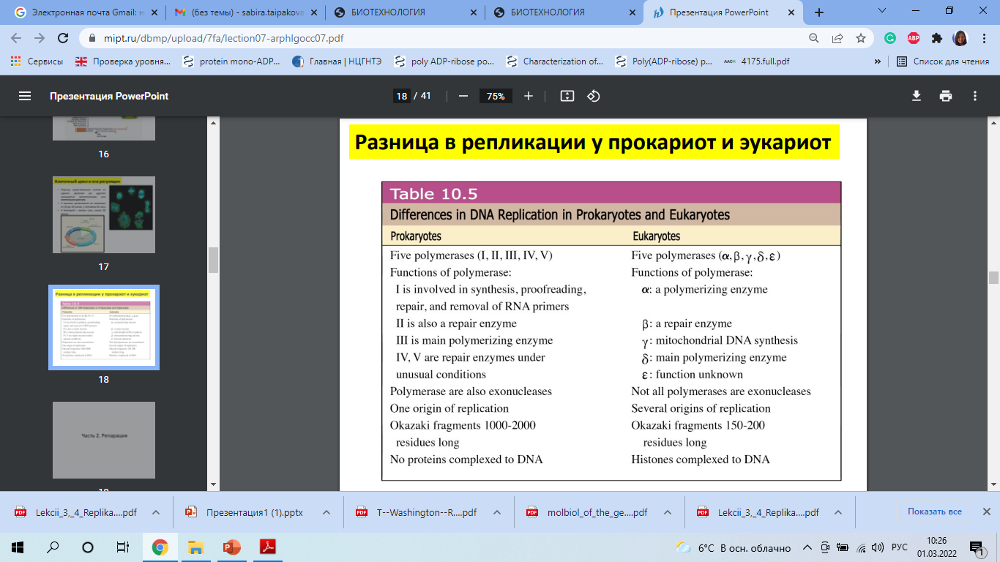 Электронная почта Gmail: н
(без темы) - sabira.taipakova
БИОТЕХНОЛОГИЯ
БИОТЕХНОЛОГИЯ
Презентация PowerPoint
mipt.ru/dbmp/upload/7fa/lection07-arphlgocc07.pdf
Сервисы
Проверка уровня...
protein mono-ADP...
Главная | НЦГНТЭ
poly ADP-ribose po...
Characterization of...
Poly(ADP-ribose) p...
4175.full.pdf
»
Список для чтения
Презентация PowerPoint
18 / 41
75%
16
Клеточный цикл и его регуляция
17
Разница в репликации у прокариот и эукариот
18
Часть 2. Репарация
Разница в репликации у прокариот и эукариот
Table 10.5
Differences in DNA Replication in Prokaryotes and Eukaryotes
Prokaryotes Eukaryotes
Five polymerases (I, II, III, IV, V) Five polymerases (α, β, γ, δ, ε)
Functions of polymerase: Functions of polymerase:
I is involved in synthesis, proofreading, α: a polymerizing enzyme
repair, and removal of RNA primers
II is also a repair enzyme β: a repair enzyme
III is main polymerizing enzyme γ: mitochondrial DNA synthesis
IV, V are repair enzymes under δ: main polymerizing enzyme
unusual conditions ε: function unknown
Polymerase are also exonucleases Not all polymerases are exonucleases
One origin of replication Several origins of replication
Okazaki fragments 1000-2000 Okazaki fragments 150-200
residues long residues long
No proteins complexed to DNA Histones complexed to DNA
Lekcii_3,_4_Replika....pdf
Презентация1 (1).pptx
T--Washington--R....pdf
molbiol_of_the_ge....pdf
Lekcii_3,_4_Replika....pdf
Показать все
6°C В осн. облачно
РУС
10:26
01.03.2022
1